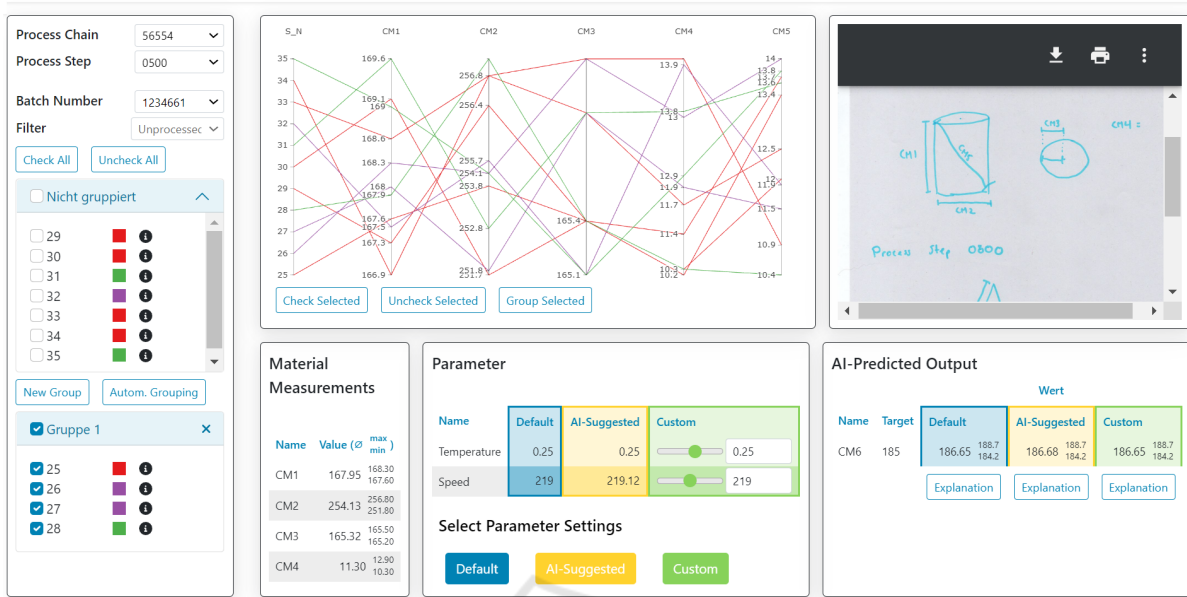 Process Chain 56554
Process Step 0500
Batch Number 1234661
Filter Unprocessec
Check All Uncheck All
Nicht gruppiert
29
30
31
32
33
34
35
New Group Autom. Grouping
Gruppe 1
25
26
27
28
S_N CM1 CM2 CM3 CM4 CM5
35
34
33
32
31
30
29
28
27
26
25
169.6
169.1
169
168.6
168.3
168
167.9
167.6
167.5
167.3
166.9
256.8
256.4
255.7
254.1
253.8
252.8
251.8
165.4
165.1
13.9
13.8
13
12.9
11.9
11.7
11.4
10.3
10.2
14
13.8
13.6
13.4
12.5
12
11.9
11.5
10.9
10.4
Check Selected Uncheck Selected Group Selected
CM1
CM5
CM2
CM3
CM4 =
Process Step 0800
Material
Measurements
Name Value (∅ max min )
CM1 167.95 168.30 167.60
CM2 254.13 256.80 251.80
CM3 165.32 165.50 165.20
CM4 11.30 12.90 10.30
Parameter
Name Default AI-Suggested Custom
Temperature 0.25 0.25 0.25
Speed 219 219.12 219
Select Parameter Settings
Default AI-Suggested Custom
AI-Predicted Output
Wert
Name Target Default AI-Suggested Custom
CM6 185 186.65 188.7 184.2 186.68 188.7 184.2 186.65 188.7 184.2
Explanation Explanation Explanation